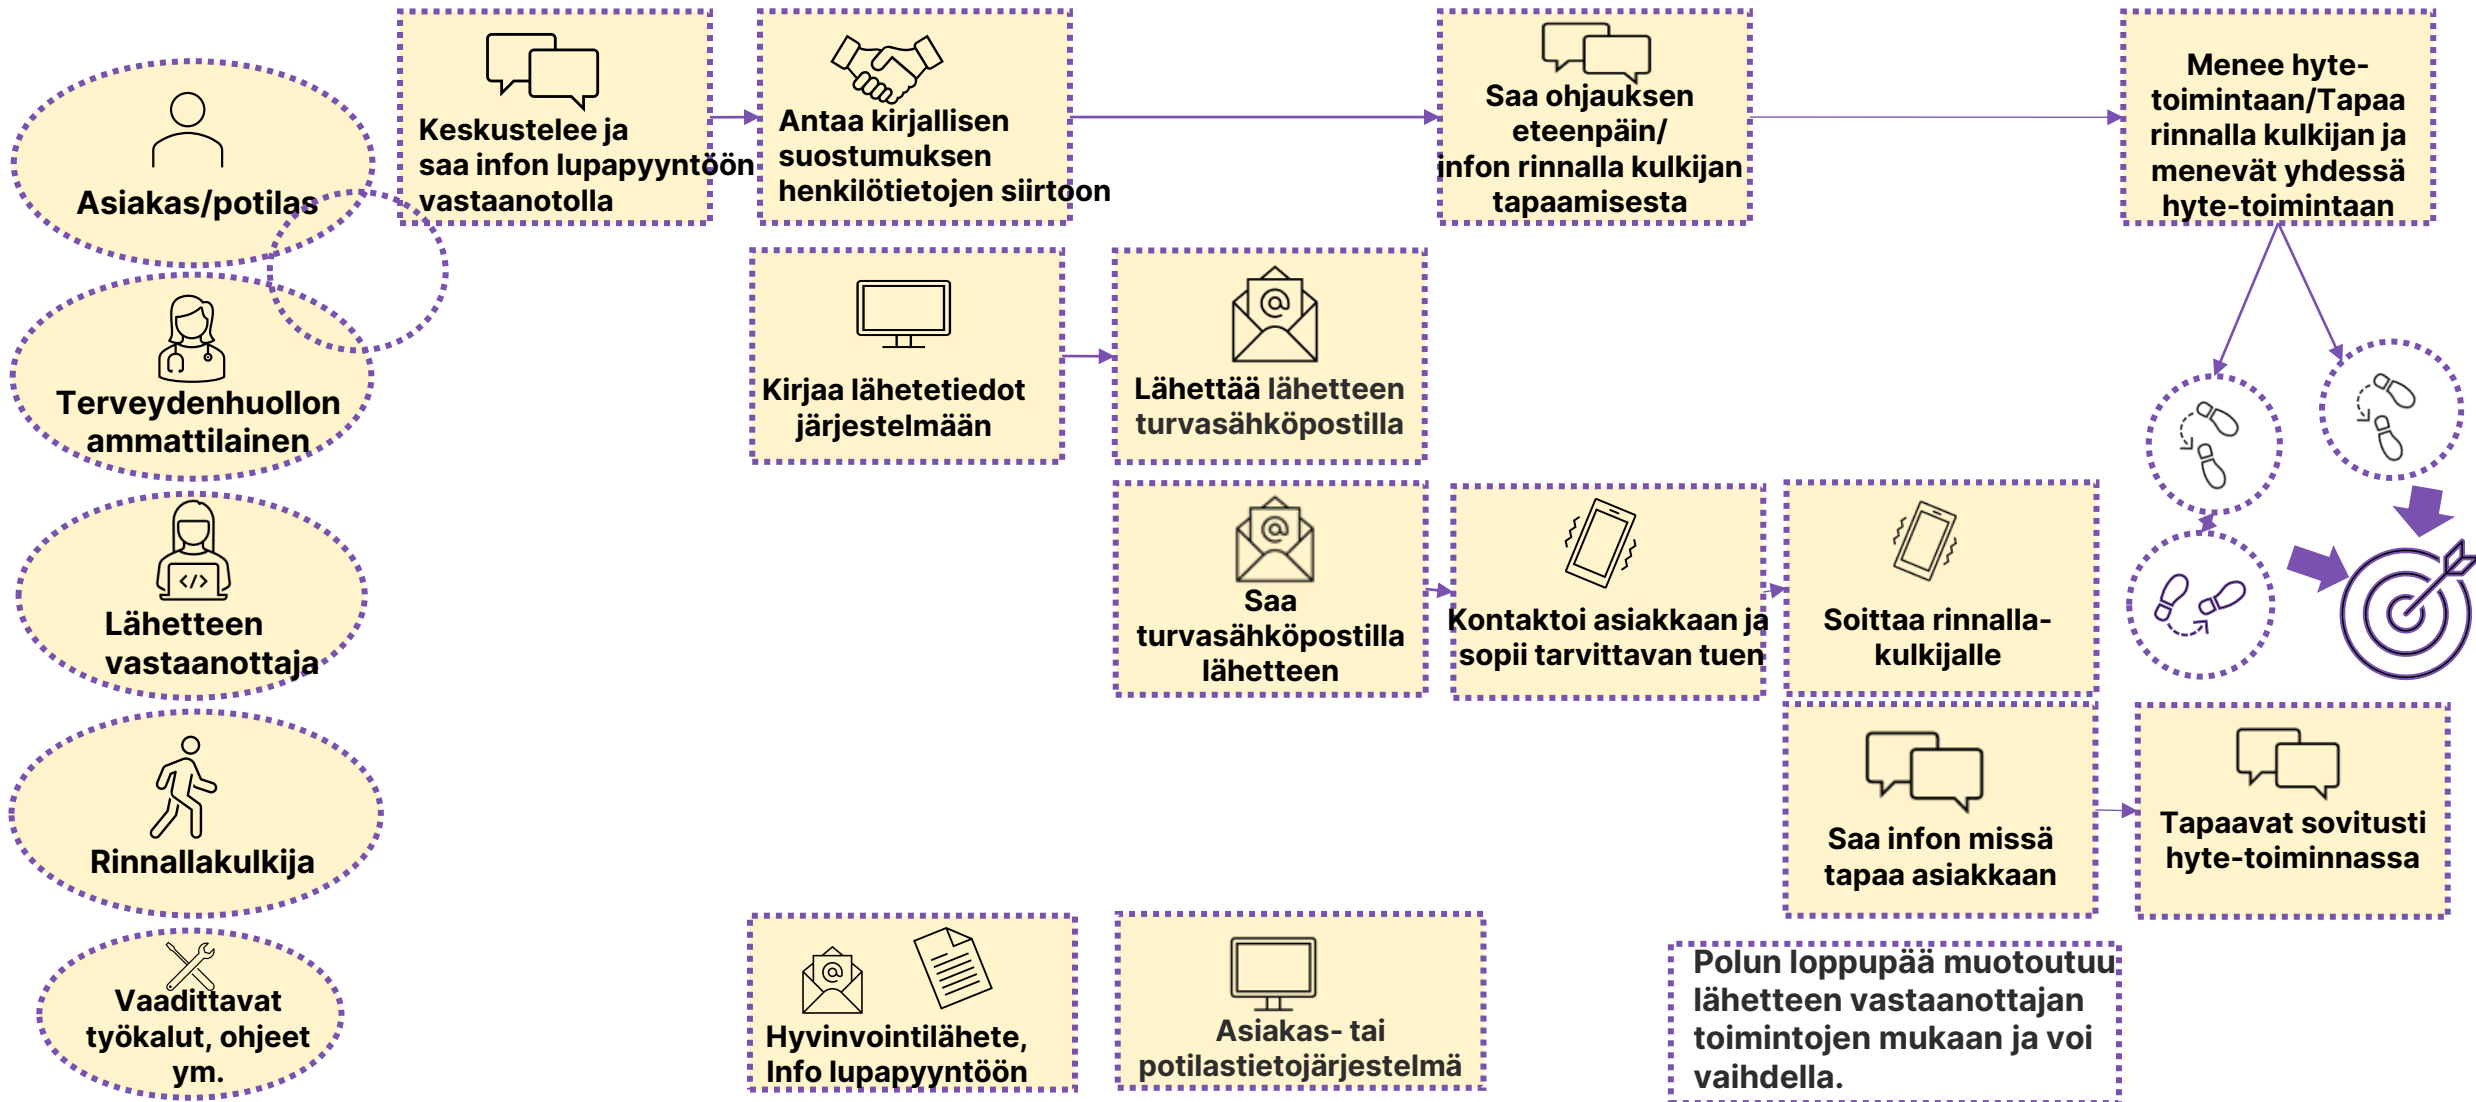 Asiakas/potilas
Keskustelee ja
saa infon lupapyyntöön
vastaanotolla
Antaa kirjallisen
suostumuksen
henkilötietojen siirtoon
Saa ohjauksen
eteenpäin/
infon rinnalla kulkijan
tapaamisesta
Menee hyte-
toimintaan/Tapaa
rinnalla kulkijan ja
menevät yhdessä
hyte-toimintaan
Terveydenhuollon
ammattilainen
Kirjaa lähetetiedot
järjestelmään
@
Lähettää lähetteen
turvasähköpostilla
</>
Lähetteen
vastaanottaja
@
Saa
turvasähköpostilla
lähetteen
Kontaktoi asiakkaan ja
sopii tarvittavan tuen
Soittaa rinnalla-
kulkijalle
Rinnallakulkija
Saa infon missä
tapaa asiakkaan
Tapaavat sovitusti
hyte-toiminnassa
Vaadittavat
työkalut, ohjeet
ym.
@
Hyvinvointilähete,
Info lupapyyntöön
Asiakas- tai
potilastietojärjestelmä
Polun loppupää muotoutuu
lähetteen vastaanottajan
toimintojen mukaan ja voi
vaihdella.